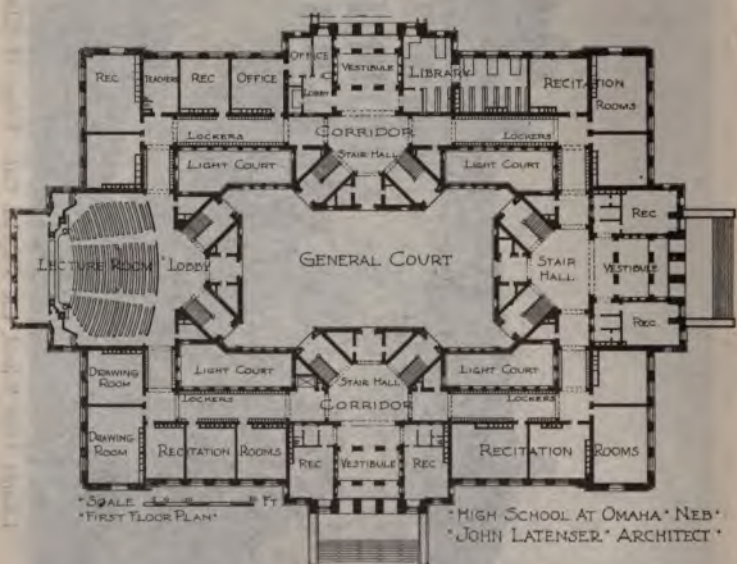 OFFICE
REC
TEACHERS
REC
OFFICE
LOBBY
VESTIBULE
LIBRARY
RECITATION
ROOMS
LOCKERS
CORRIDOR
LOCKERS
LIGHT COURT
STAIR HALL
LIGHT COURT
REC
LECTURE ROOM
LOBBY
GENERAL COURT
STAIR
HALL
VESTIBULE
REC
DRAWING
ROOM
LIGHT COURT
STAIR HALL
LIGHT COURT
LOCKERS
CORRIDOR
LOCKERS
DRAWING
ROOM
RECITATION ROOMS
REC
VESTIBULE
REC
RECITATION ROOMS
"SCALE FT
"FIRST FLOOR PLAN"
"HIGH SCHOOL AT OMAHA" NEB"
"JOHN LATENSER" ARCHITECT"